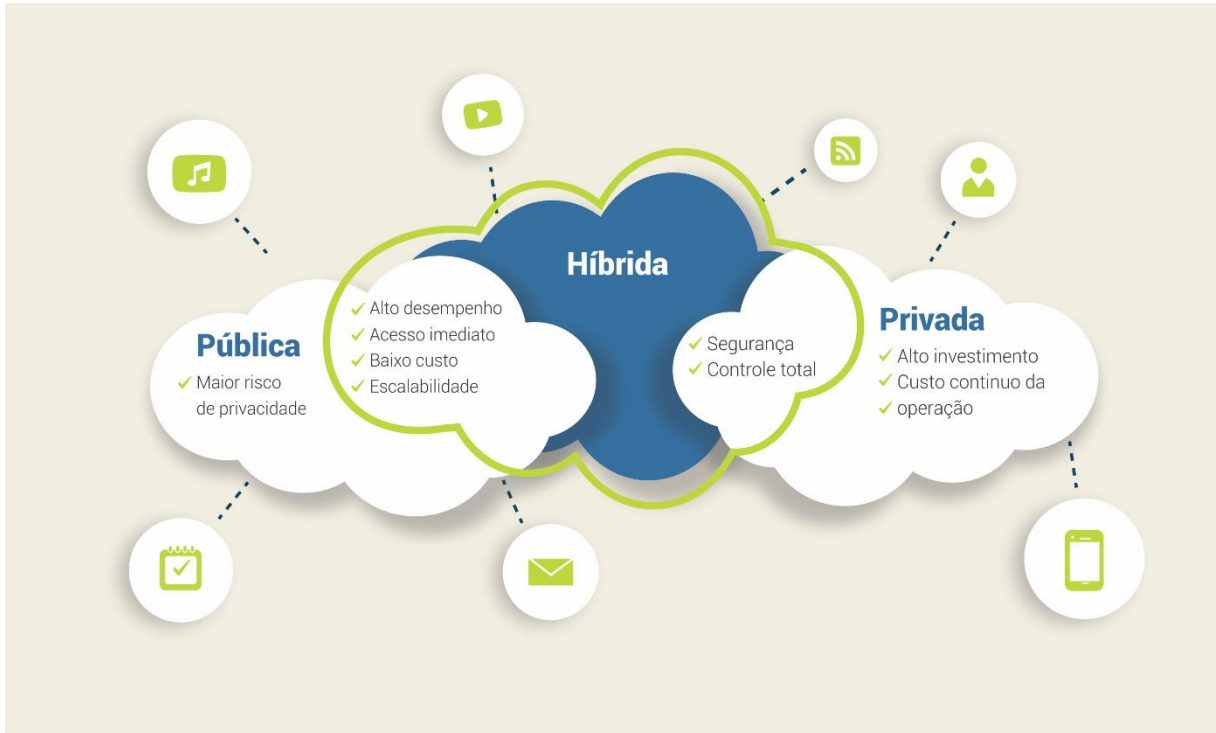 Híbrida
Pública
Maior risco
de privacidade
Alto desempenho
Acesso imediato
Baixo custo
Escalabilidade
Segurança
Controle total
Privada
Alto investimento
Custo continuo da
operação